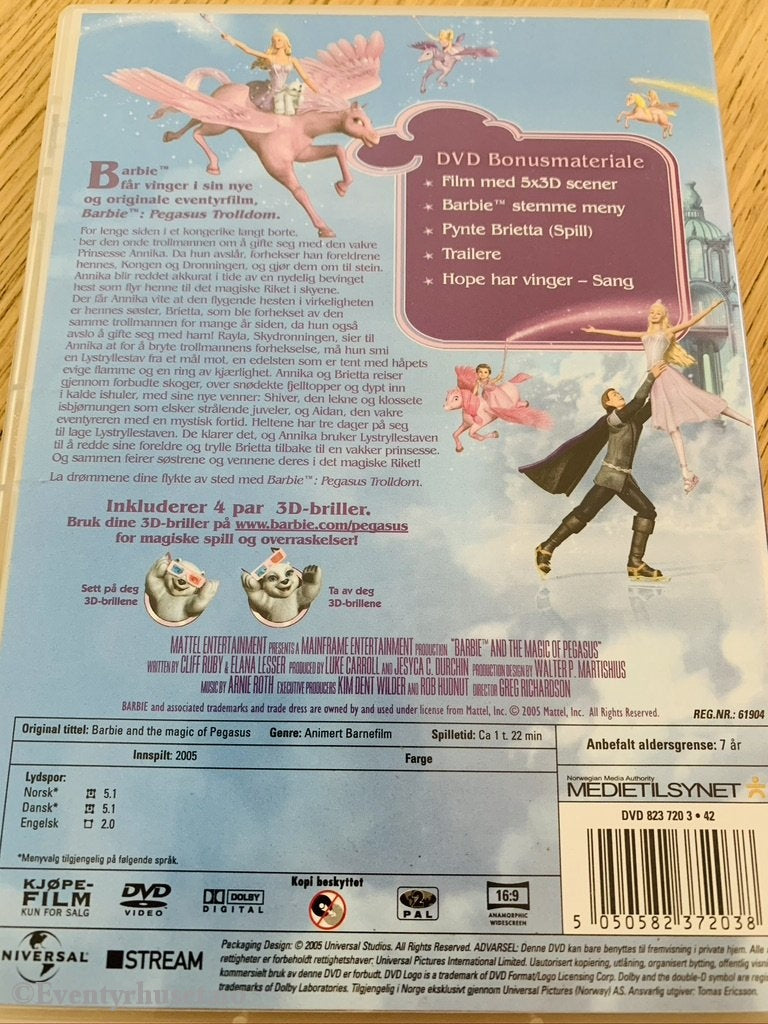 Barbie™
får vinger i sin nye
og originale eventyrfilm,
Barbie™: Pegasus Trolldom.
For lenge siden i et kongerike langt borte,
ber den onde trollmannen om å gifte seg med den vakre
Prinsesse Annika. Da hun avslår, forhekser han foreldrene
hennes, Kongen og Dronningen, og gjør dem om til stein.
Annika blir reddet akkurat i tide av en nydelig bevinget
hest som flyr henne til det magiske Riket i skyene.
Der får Annika vite at den flygende hesten i virkeligheten
er hennes søster, Brietta, som ble forhekset av den
samme trollmannen for mange år siden, da hun også
avslo å gifte seg med ham! Rayla, Skydronningen, sier til
Annika at for å bryte trollmannens forhekselse, må hun smi
en Lystryllestav fra et mål mot, en edelsten som er tent med håpets
evige flamme og en ring av kjærlighet. Annika og Brietta reiser
gjennom forbudte skoger, over snødekte fjelltopper og dypt inn
i kalde ishuler, med sine nye venner: Shiver, den lekne og klossete
isbjørnungen som elsker strålende juveler, og Aidan, den vakre
eventyreren med en mystisk fortid. Heltene har tre dager på seg
til å lage Lystryllestaven. De klarer det, og Annika bruker Lystryllestaven
til å redde sine foreldre og trylle Brietta tilbake til en vakker prinsesse.
Og sammen feirer søstrene og vennene deres i det magiske Riket!
La drømmene dine flykte av sted med Barbie™: Pegasus Trolldom.
DVD Bonusmateriale
★ Film med 5x3D scener
★ Barbie™ stemme meny
★ Pynte Brietta (Spill)
★ Trailere
★ Hope har vinger – Sang
Inkluderer 4 par 3D-briller.
Bruk dine 3D-briller på www.barbie.com/pegasus
for magiske spill og overraskelser!
Sett på deg
3D-brillene
Ta av deg
3D-brillene
MATTEL ENTERTAINMENT PRESENTS A MAINFRAME ENTERTAINMENT PRODUCTION "BARBIE™ AND THE MAGIC OF PEGASUS"
WRITTEN BY CLIFF RUBY & ELANA LESSER PRODUCED BY LUKE CARROLL AND JESYCA C. DURCHIN PRODUCTION DESIGN BY WALTER P. MARTISHIUS
MUSIC BY ARNIE ROTH EXECUTIVE PRODUCERS KIM DENT WILDER AND ROB HUDNUT DIRECTOR GREG RICHARDSON
BARBIE and associated trademarks and trade dress are owned by and used under license from Mattel, Inc. © 2005 Mattel, Inc. All Rights Reserved.
REG.NR.: 61904
Original tittel: Barbie and the magic of Pegasus Genre: Animert Barnefilm Spilletid: Ca 1 t. 22 min
Innspilt: 2005 Farge
Anbefalt aldersgrense: 7 år
Lydspor:
Norsk* 5.1
Dansk* 5.1
Engelsk 2.0
*Menyvalg tilgjengelig på følgende språk.
Norwegian Media Authority
MEDIETILSYNET
DVD 823 720 3 • 42
5 050582 372038
KJØPE-
FILM
KUN FOR SALG
DVD
VIDEO
DOLBY
DIGITAL
Kopi beskyttet
2
PAL
16:9
ANAMORPHIC
WIDESCREEN
NIVERSAL
STREAM
Packaging Design: © 2005 Universal Studios. All Rights Reserved. ADVARSEL: Denne DVD kan bare benyttes til fremvisning i private hjem. Alle
rettigheter er forbeholdt rettighetshaver: Universal Pictures International Limited. Uautorisert kopiering, utlåning, organisert bytting, offentlig
kommersielt bruk av denne DVD er forbudt. DVD Logo is a trademark of DVD Format/Logo Licensing Corp. Dolby and the double-D symbol are
trademarks of Dolby Laboratories. Tilgjengelig i Norge eksklusivt gjennom Universal Pictures (Norway) AS. Ansvarlig utgiver: Tomas Ericsson.
©Eventyrhu